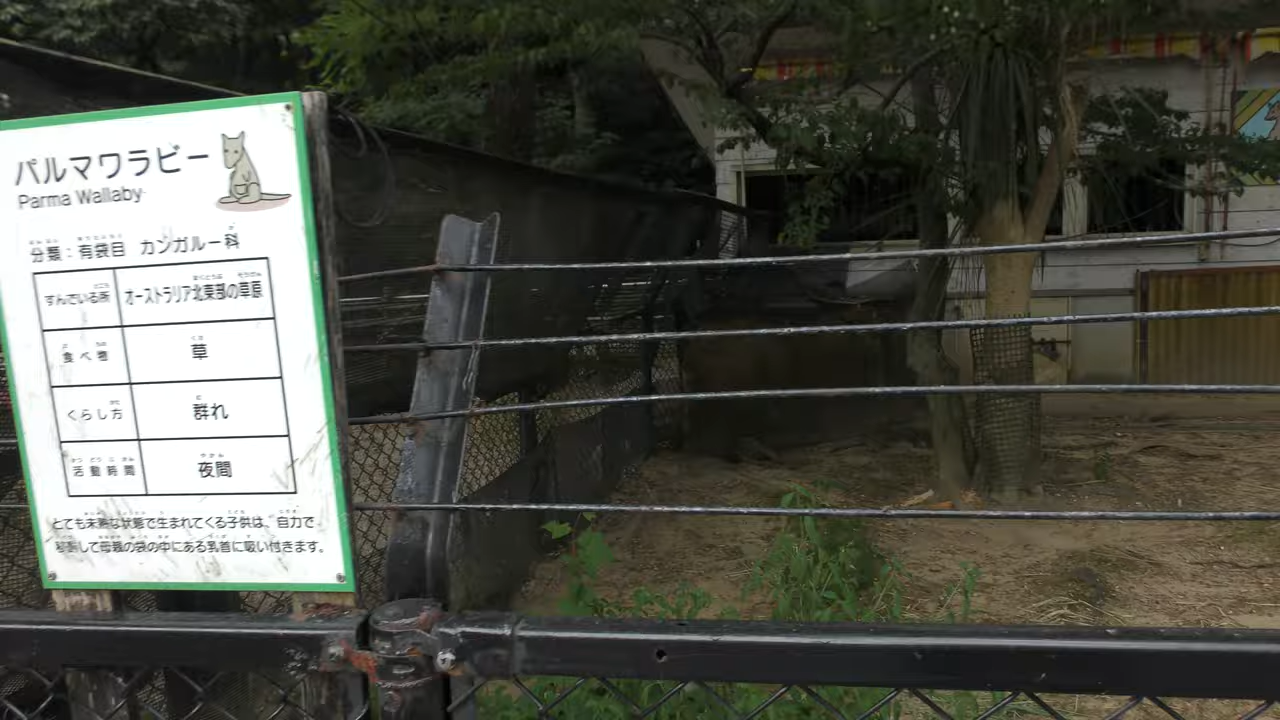 パルマワラビー
Parma Wallaby
分類：有袋目 カンガルー科
すんでいる所 オーストラリア北東部の草原
食べ物 草
くらし方 群れ
活動時間 夜間
とても未熟な状態で生まれてくる子供は、自力で
移動して母親の袋の中にある乳首に吸い付きます。